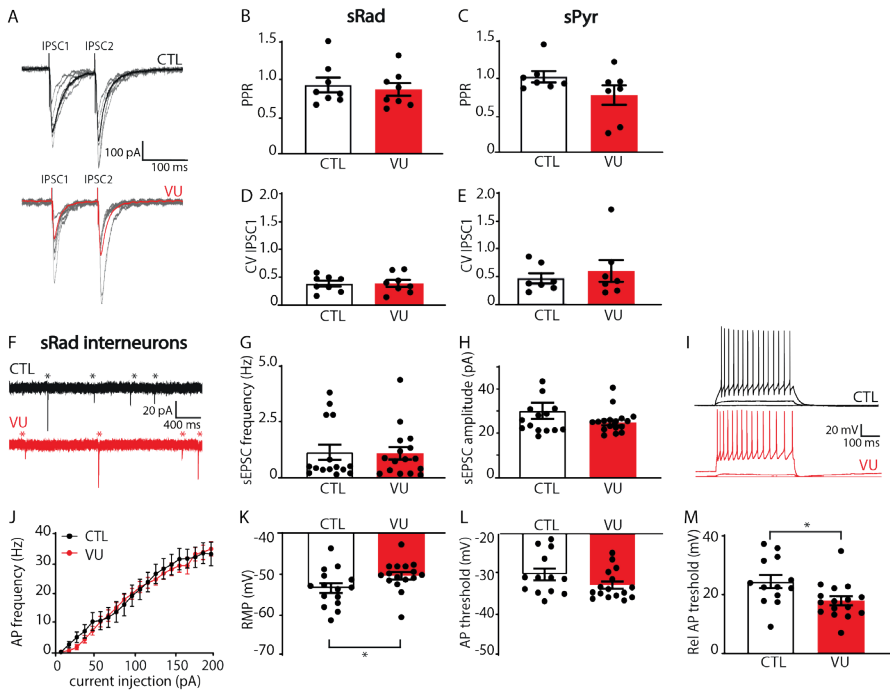 A
IPSC1 IPSC2
CTL
100 pA
100 ms
IPSC1 IPSC2
VU
B sRad
PPR
1.5
1.0
0.5
0
CTL VU
C sPyr
PPR
1.5
1.0
0.5
0
CTL VU
D
CV IPSC1
2.0
1.5
1.0
0.5
0
CTL VU
E
CV IPSC1
2.0
1.5
1.0
0.5
0
CTL VU
F sRad interneurons
CTL
* * * *
20 pA
400 ms
VU
* * * *
G
sEPSC frequency (Hz)
5.0
2.5
0
CTL VU
H
sEPSC amplitude (pA)
60
40
20
0
CTL VU
I
CTL
20 mV
100 ms
VU
J
AP frequency (Hz)
40
30
20
10
0
CTL
VU
0 50 100 150 200
current injection (pA)
K
CTL VU
RMP (mV)
-40
-50
-60
-70
*
L
CTL VU
AP threshold (mV)
-20
-30
-40
-50
M
Rel AP treshold (mV)
40
20
0
*
CTL VU